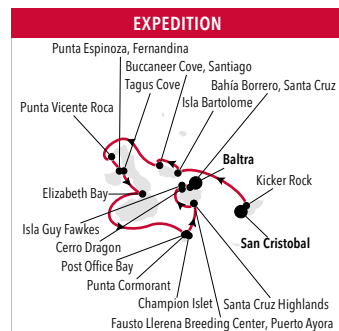 EXPEDITION
Punta Espinoza, Fernandina
Buccaneer Cove, Santiago
Tagus Cove
Bahía Borrero, Santa Cruz
Isla Bartolome
Punta Vicente Roca
Baltra
Kicker Rock
Elizabeth Bay
Isla Guy Fawkes
San Cristobal
Cerro Dragon
Post Office Bay
Punta Cormorant
Champion Islet
Santa Cruz Highlands
Fausto Llerena Breeding Center, Puerto Ayora